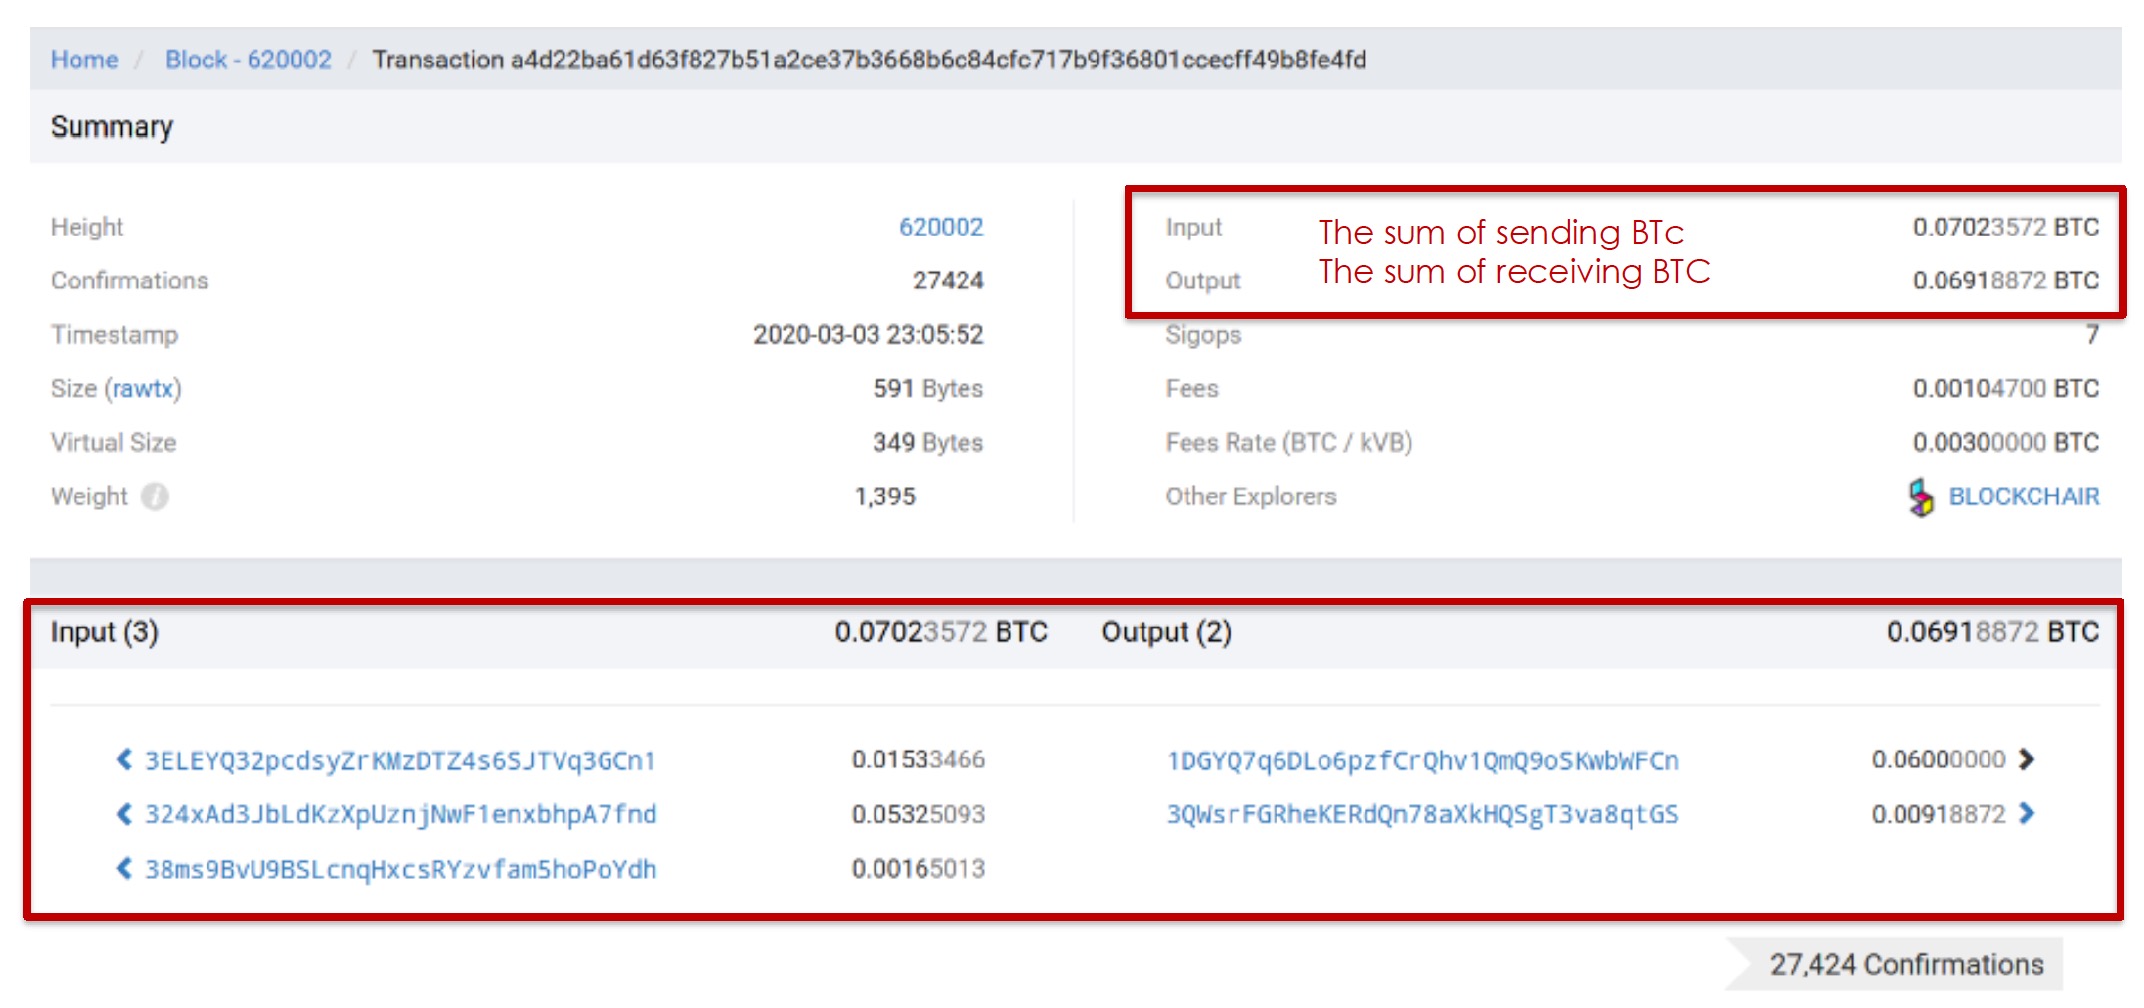 Home / Block - 620002 / Transaction a4d22ba61d63f827b51a2ce37b3668b6c84cfc717b9f36801ccecff49b8fe4fd
Summary
Height 620002
Confirmations 27424
Timestamp 2020-03-03 23:05:52
Size (rawtx) 591 Bytes
Virtual Size 349 Bytes
Weight i 1,395
Input The sum of sending BTc 0.07023572 BTC
Output The sum of receiving BTC 0.06918872 BTC
Sigops 7
Fees 0.00104700 BTC
Fees Rate (BTC / kVB) 0.00300000 BTC
Other Explorers BLOCKCHAIR
Input (3) 0.07023572 BTC
3ELEYQ32pcdsyZrKMzDTZ4s6SJTVq3GCn1 0.01533466
324xAd3JbLdKzXpUznjNwF1enxbhpA7fnd 0.05325093
38ms9BvU9BSLcnqHxcsRYzvfam5hoPoYdh 0.00165013
Output (2) 0.06918872 BTC
1DGYQ7q6DLo6pzfCrQhv1QmQ9oSKwbWFCn 0.06000000
3QWsrFGRheKERdQn78aXkHQSgT3va8qtGS 0.00918872
27,424 Confirmations